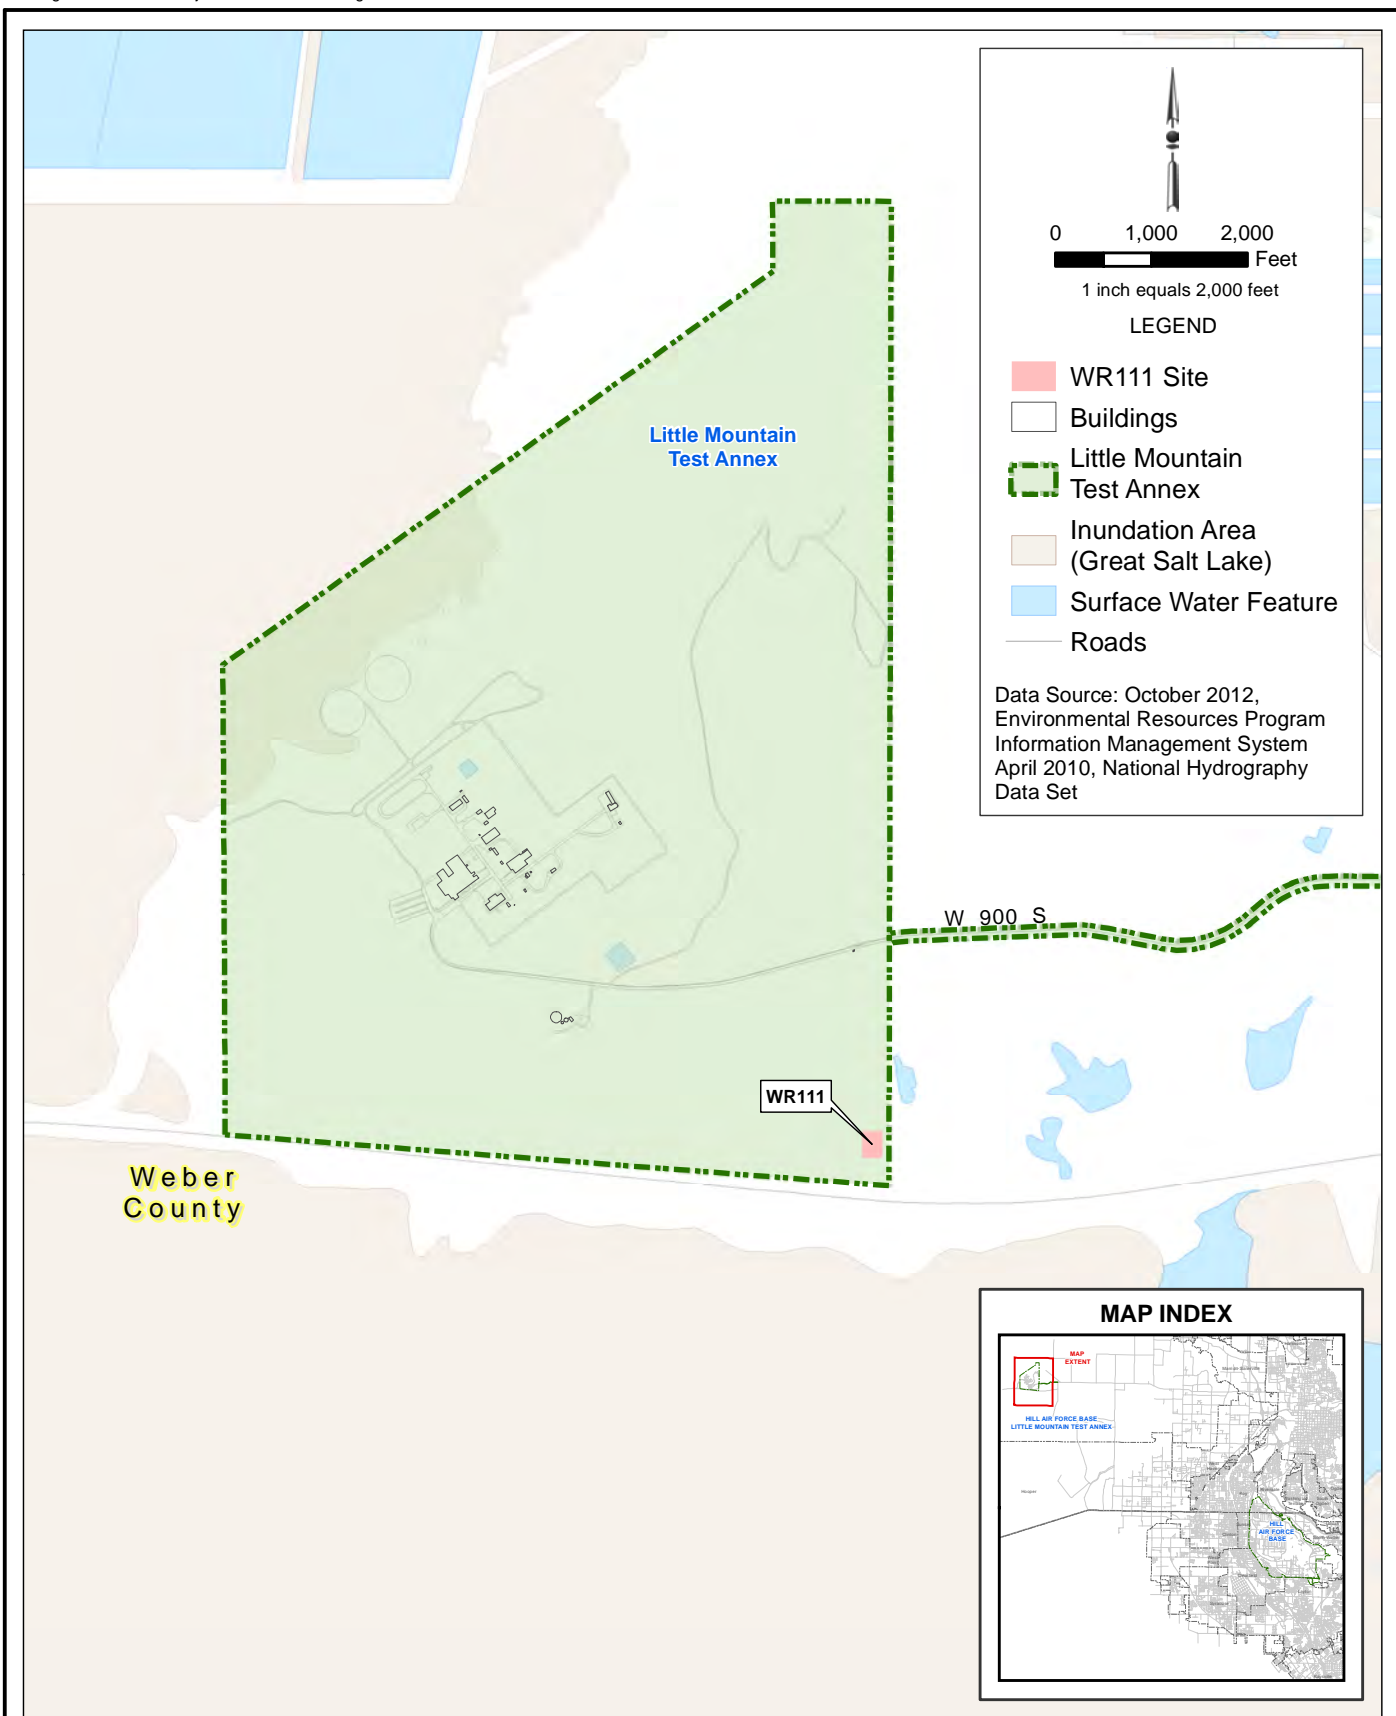 0 1,000 2,000
Feet
1 inch equals 2,000 feet
LEGEND
WR111 Site
Buildings
Little Mountain
Test Annex
Inundation Area
(Great Salt Lake)
Surface Water Feature
Roads
Data Source: October 2012,
Environmental Resources Program
Information Management System
April 2010, National Hydrography
Data Set
Little Mountain
Test Annex
W 900 S
WR111
Weber
County
MAP INDEX
MAP
EXTENT
HILL AIR FORCE BASE
LITTLE MOUNTAIN TEST ANNEX
Hooper
HILL
AIR FORCE
BASE